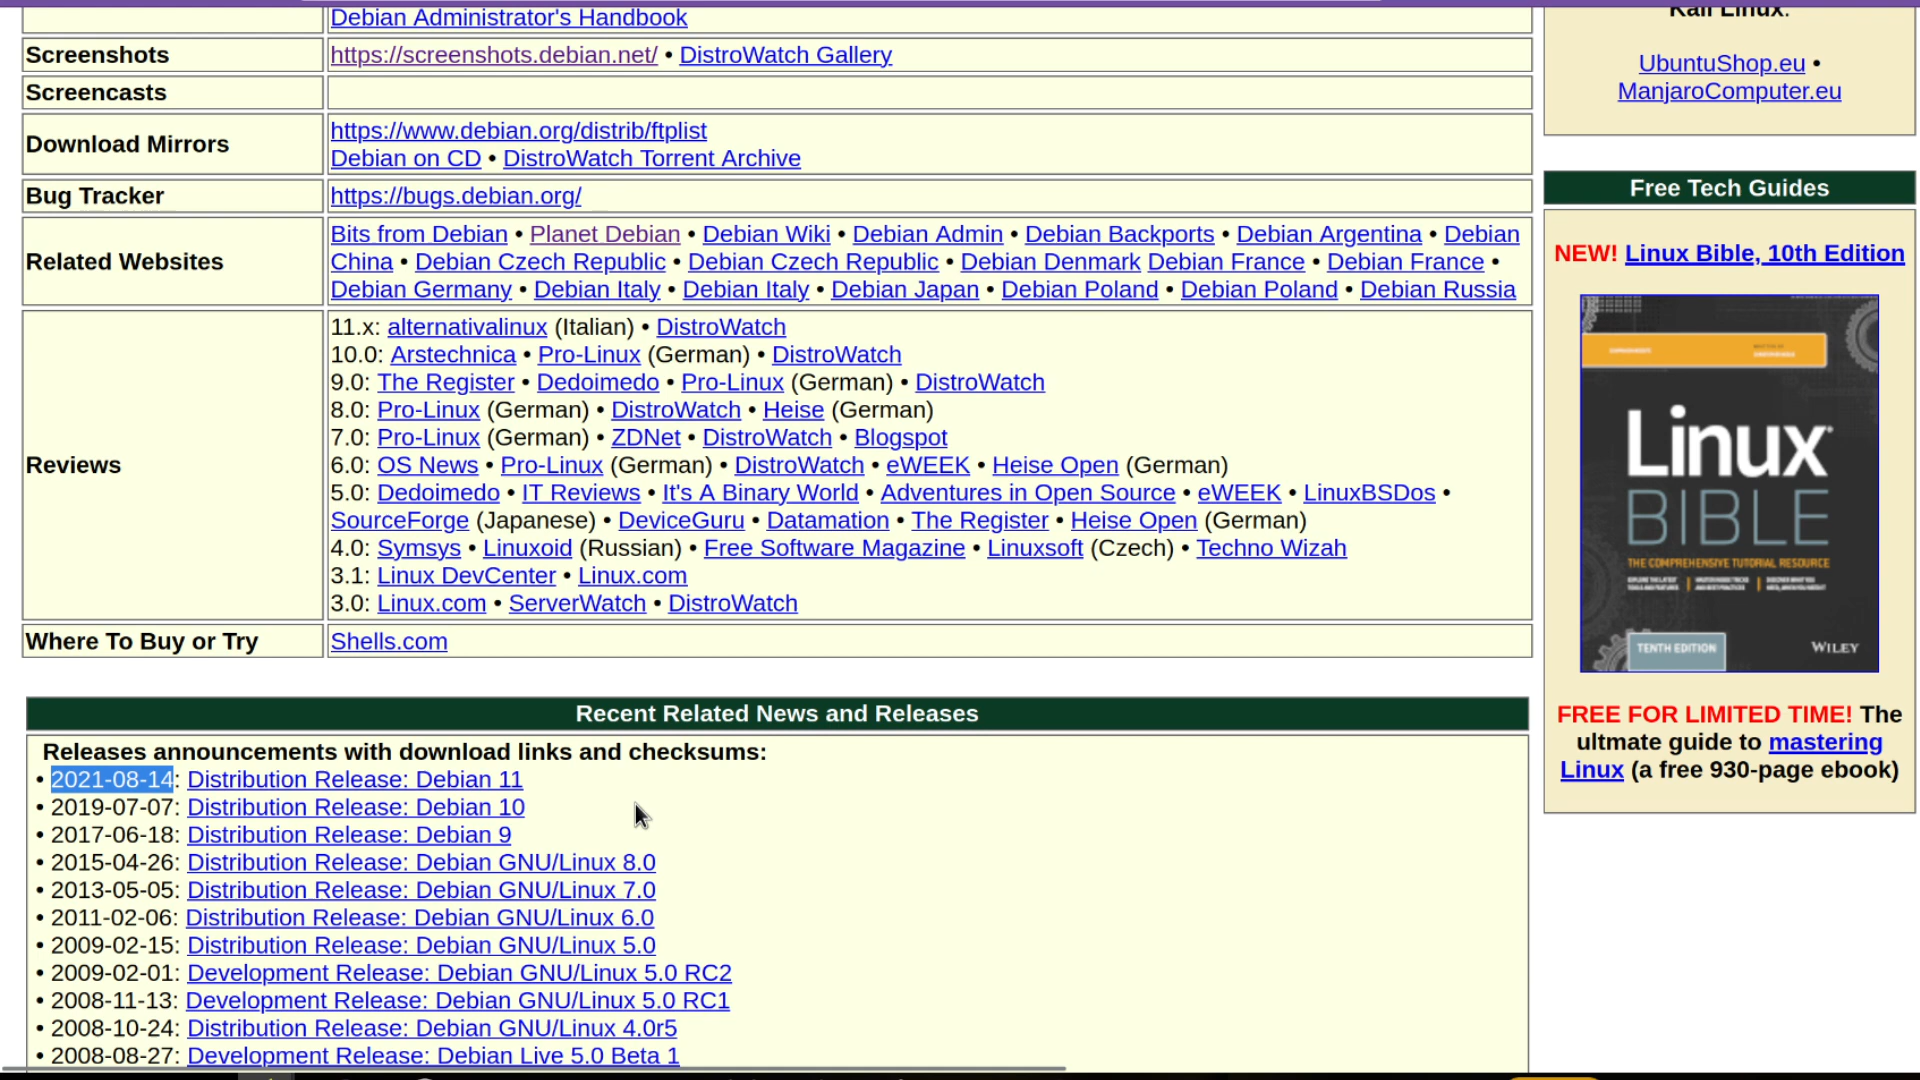 Debian Administrator's Handbook
Screenshots
https://screenshots.debian.net/ • DistroWatch Gallery
Screencasts
Download Mirrors
https://www.debian.org/distrib/ftplist
Debian on CD • DistroWatch Torrent Archive
Bug Tracker
https://bugs.debian.org/
Related Websites
Bits from Debian • Planet Debian • Debian Wiki • Debian Admin • Debian Backports • Debian Argentina • Debian
China • Debian Czech Republic • Debian Czech Republic • Debian Denmark Debian France • Debian France •
Debian Germany • Debian Italy • Debian Italy • Debian Japan • Debian Poland • Debian Poland • Debian Russia
Reviews
11.x: alternativalinux (Italian) • DistroWatch
10.0: Arstechnica • Pro-Linux (German) • DistroWatch
9.0: The Register • Dedoimedo • Pro-Linux (German) • DistroWatch
8.0: Pro-Linux (German) • DistroWatch • Heise (German)
7.0: Pro-Linux (German) • ZDNet • DistroWatch • Blogspot
6.0: OS News • Pro-Linux (German) • DistroWatch • eWEEK • Heise Open (German)
5.0: Dedoimedo • IT Reviews • It's A Binary World • Adventures in Open Source • eWEEK • LinuxBSDos •
SourceForge (Japanese) • DeviceGuru • Datamation • The Register • Heise Open (German)
4.0: Symsys • Linuxoid (Russian) • Free Software Magazine • Linuxsoft (Czech) • Techno Wizah
3.1: Linux DevCenter • Linux.com
3.0: Linux.com • ServerWatch • DistroWatch
Where To Buy or Try
Shells.com
Recent Related News and Releases
Releases announcements with download links and checksums:
• 2021-08-14: Distribution Release: Debian 11
• 2019-07-07: Distribution Release: Debian 10
• 2017-06-18: Distribution Release: Debian 9
• 2015-04-26: Distribution Release: Debian GNU/Linux 8.0
• 2013-05-05: Distribution Release: Debian GNU/Linux 7.0
• 2011-02-06: Distribution Release: Debian GNU/Linux 6.0
• 2009-02-15: Distribution Release: Debian GNU/Linux 5.0
• 2009-02-01: Development Release: Debian GNU/Linux 5.0 RC2
• 2008-11-13: Development Release: Debian GNU/Linux 5.0 RC1
• 2008-10-24: Distribution Release: Debian GNU/Linux 4.0r5
• 2008-08-27: Development Release: Debian Live 5.0 Beta 1
Kali Linux.
UbuntuShop.eu •
ManjaroComputer.eu
Free Tech Guides
NEW! Linux Bible, 10th Edition
Linux
BIBLE
THE COMPREHENSIVE TUTORIAL RESOURCE
TENTH EDITION
WILEY
FREE FOR LIMITED TIME! The
ultmate guide to mastering
Linux (a free 930-page ebook)